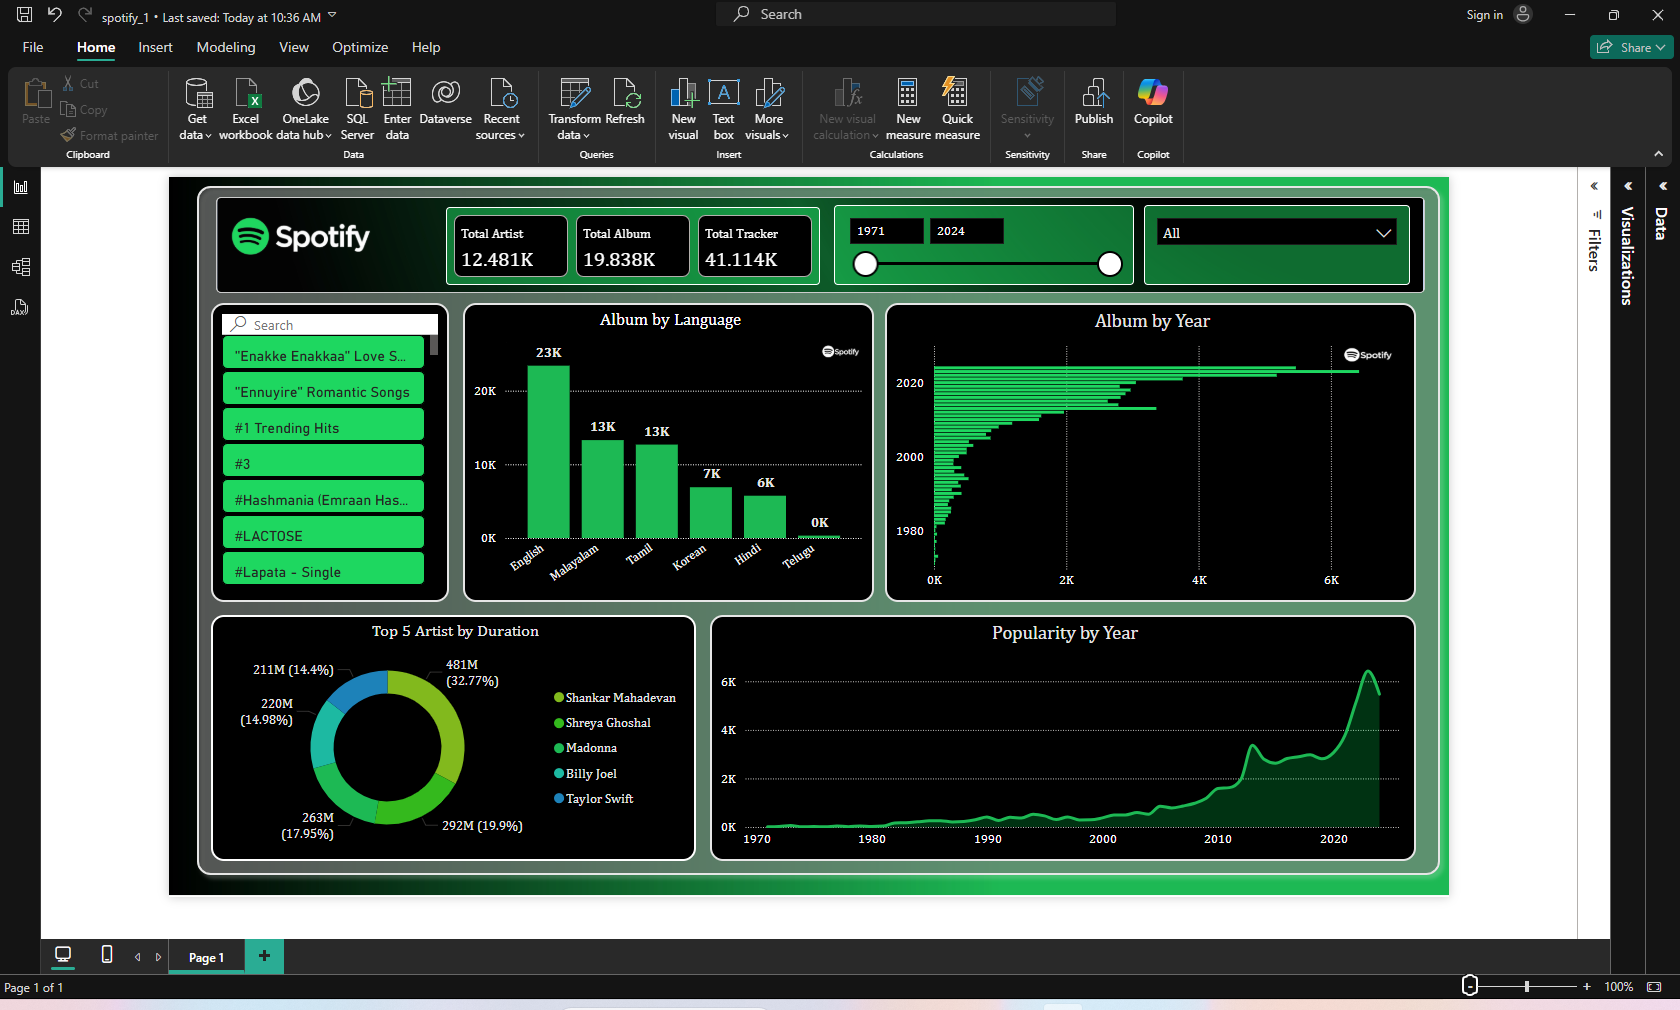 spotify_1 • Last saved: Today at 10:36 AM
Search
Sign in
File Home Insert Modeling View Optimize Help
Share
Paste
Cut
Copy
Format painter
Clipboard
Get data
Excel workbook
OneLake data hub
SQL Server
Enter data
Dataverse
Recent sources
Data
Transform data
Refresh
Queries
New visual
Text box
More visuals
Insert
New visual calculation
New measure
Quick measure
Calculations
Sensitivity
Sensitivity
Publish
Share
Copilot
Copilot
Spotify
Total Artist
12.481K
Total Album
19.838K
Total Tracker
41.114K
1971
2024
All
Filters
Visualizations
Data
Search
"Enakke Enakkaa" Love S...
"Ennuyire" Romantic Songs
#1 Trending Hits
#3
#Hashmania (Emraan Has...
#LACTOSE
#Lapata - Single
Album by Language
Spotify
23K
13K
13K
7K
6K
0K
20K
10K
0K
English
Malayalam
Tamil
Korean
Hindi
Telugu
Album by Year
Spotify
2020
2000
1980
0K
2K
4K
6K
Top 5 Artist by Duration
211M (14.4%)
481M
(32.77%)
220M
(14.98%)
263M
(17.95%)
292M (19.9%)
Shankar Mahadevan
Shreya Ghoshal
Madonna
Billy Joel
Taylor Swift
Popularity by Year
6K
4K
2K
0K
1970
1980
1990
2000
2010
2020
Page 1
Page 1 of 1
100%